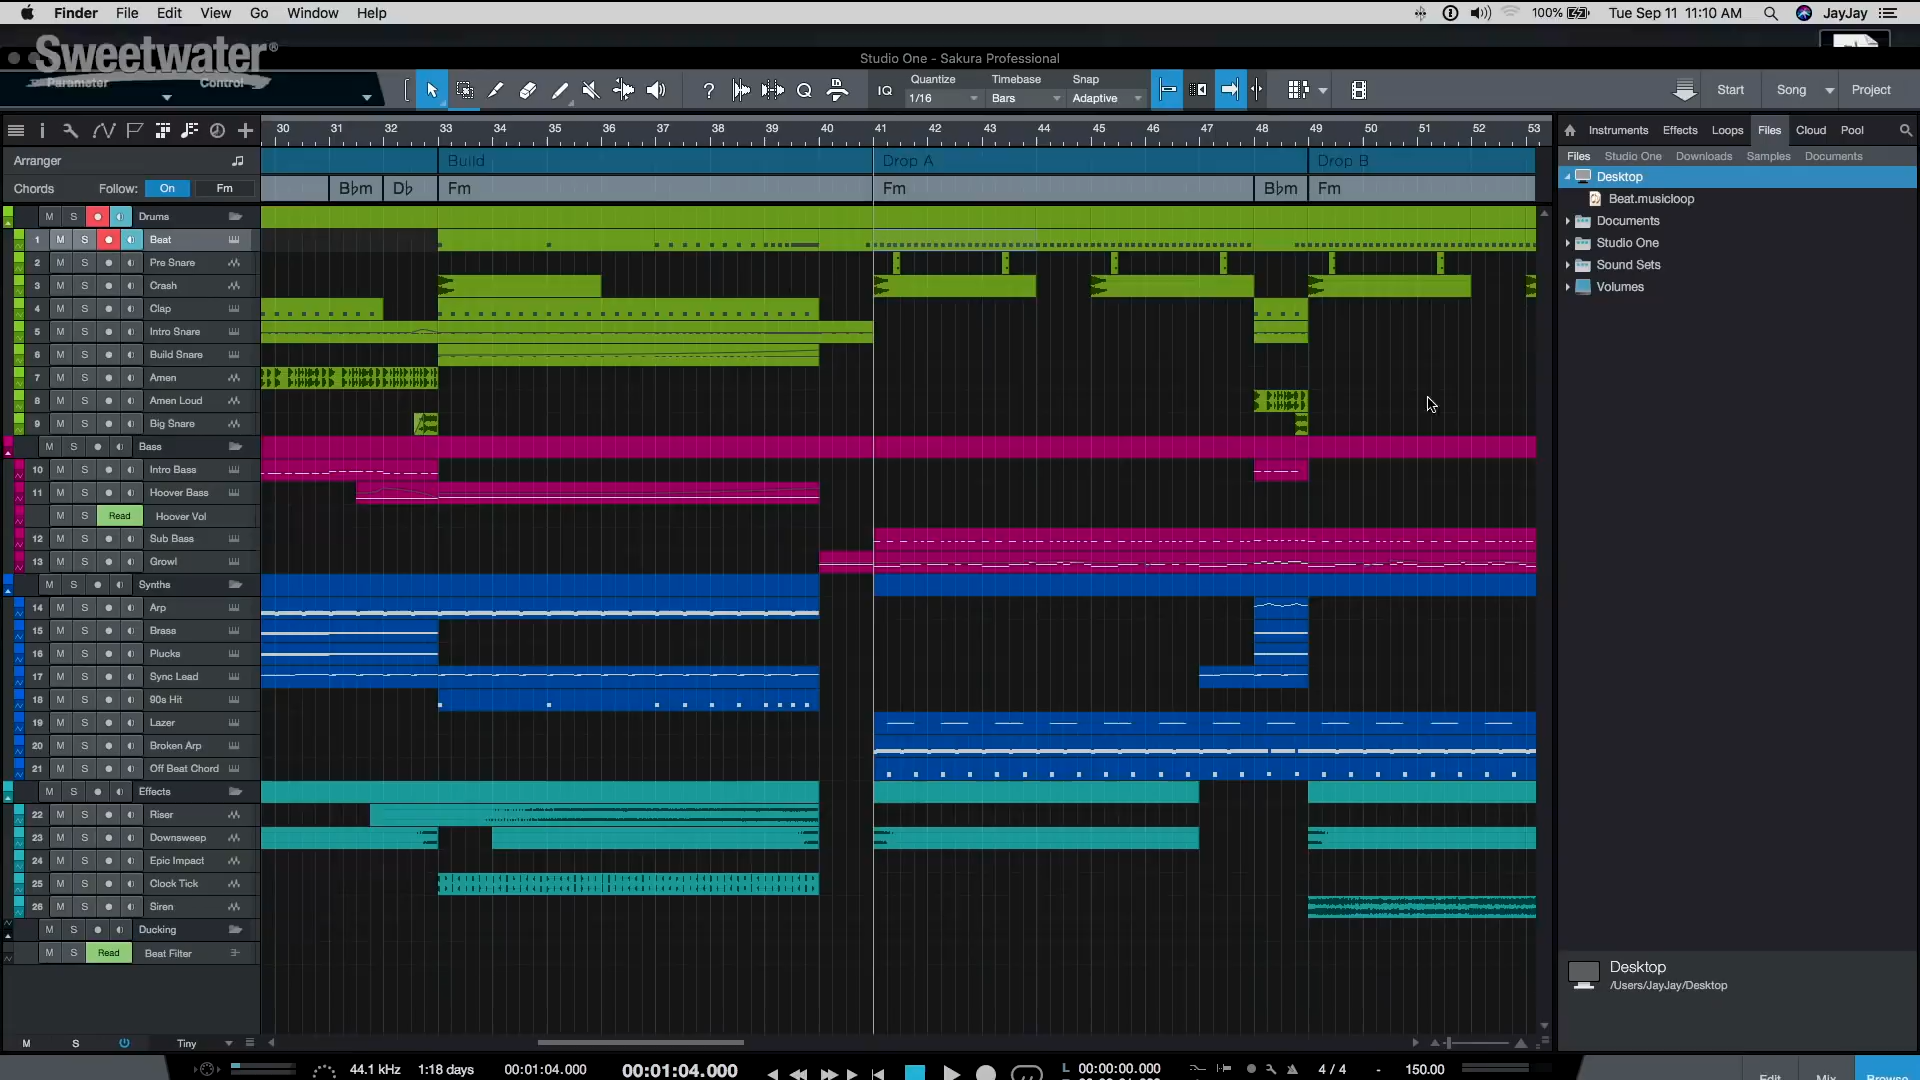 Finder File Edit View Go Window Help
100% Tue Sep 11 11:10 AM JayJay
Sweetwater®
Studio One - Sakura Professional
Parameter Control
Quantize Timebase Snap
IQ 1/16 Bars Adaptive
Start Song Project
30 31 32 33 34 35 36 37 38 39 40 41 42 43 44 45 46 47 48 49 50 51 52 53
Instruments Effects Loops Files Cloud Pool
Arranger Build Drop A Drop B
Files Studio One Downloads Samples Documents
Chords Follow: On Fm B♭m D♭ Fm Fm B♭m Fm
Desktop
Beat.musicloop
Documents
Studio One
Sound Sets
Volumes
M S Drums
1 M S Beat
2 M S Pre Snare
3 M S Crash
4 M S Clap
5 M S Intro Snare
6 M S Build Snare
7 M S Amen
8 M S Amen Loud
9 M S Big Snare
M S Bass
10 M S Intro Bass
11 M S Hoover Bass
M S Read Hoover Vol
12 M S Sub Bass
13 M S Growl
M S Synths
14 M S Arp
15 M S Brass
16 M S Plucks
17 M S Sync Lead
18 M S 90s Hit
19 M S Lazer
20 M S Broken Arp
21 M S Off Beat Chord
M S Effects
22 M S Riser
23 M S Downsweep
24 M S Epic Impact
25 M S Clock Tick
26 M S Siren
M S Ducking
M S Read Beat Filter
Desktop
/Users/JayJay/Desktop
M S Tiny
44.1 kHz 1:18 days 00:01:04.000 00:01:04.000 L 00:00:00.000 4/4 - 150.00
Edit Mix Browse